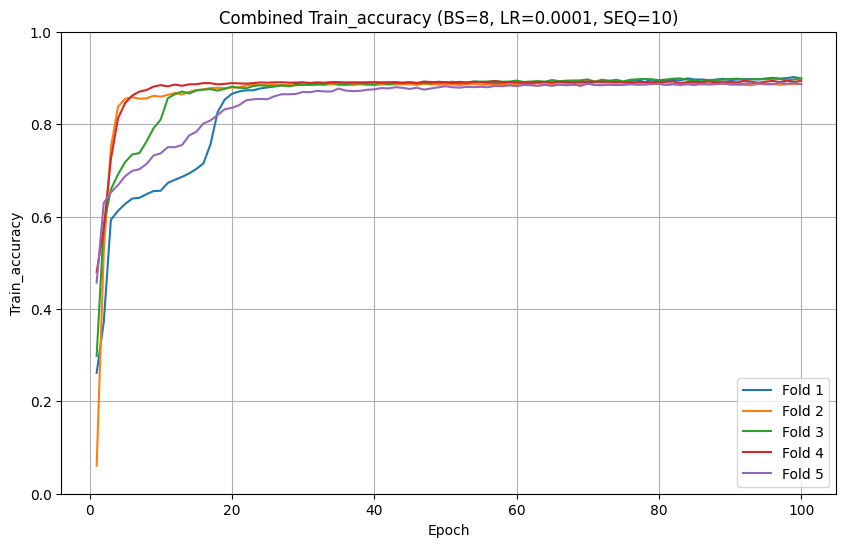 Combined Train_accuracy (BS=8, LR=0.0001, SEQ=10)
Train_accuracy
1.0
0.8
0.6
0.4
0.2
0.0
0
20
40
60
80
100
Epoch
Fold 1
Fold 2
Fold 3
Fold 4
Fold 5